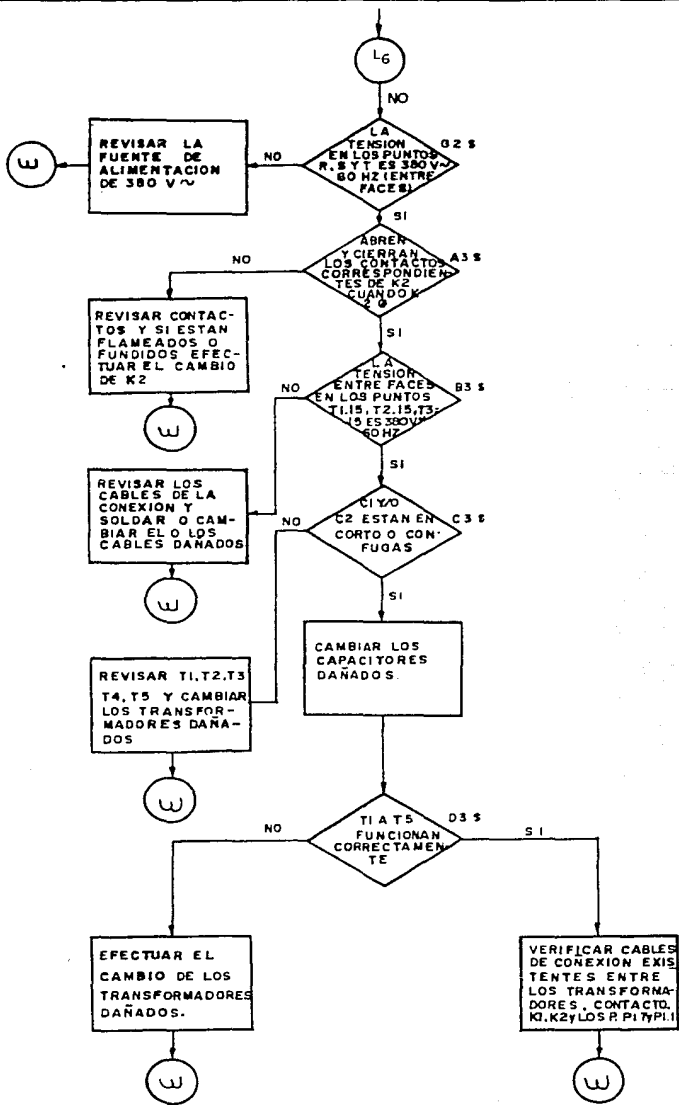 L6
NO
LA
TENSION
EN LOS PUNTOS
R, S Y T ES 380 V~
60 HZ (ENTRE
FACES)
G2 $
NO
REVISAR LA
FUENTE DE
ALIMENTACION
DE 380 V~
ω
SI
ABREN
Y CIERRAN
LOS CONTACTOS
CORRESPONDIEN-
TES DE K2
CUANDO K
2
A3 $
NO
REVISAR CONTAC-
TOS Y SI ESTAN
FLAMEADOS O
FUNDIDOS EFEC-
TUAR EL CAMBIO
DE K2
ω
SI
LA
TENSION
ENTRE FACES
EN LOS PUNTOS
T1.15, T2.15, T3-
.15 ES 380V~
60 HZ
B3 $
NO
REVISAR LOS
CABLES DE LA
CONEXION Y
SOLDAR O CAM-
BIAR EL O LOS
CABLES DAÑADOS
ω
SI
C1 Y/O
C2 ESTAN EN
CORTO O CON
FUGAS
C3 $
NO
REVISAR T1, T2, T3
T4, T5 Y CAMBIAR
LOS TRANSFOR-
MADORES DAÑA-
DOS
ω
SI
CAMBIAR LOS
CAPACITORES
DAÑADOS.
T1 A T5
FUNCIONAN
CORRECTAMEN-
TE
D3 $
NO
SI
EFECTUAR EL
CAMBIO DE LOS
TRANSFORMADORES
DAÑADOS.
ω
VERIFICAR CABLES
DE CONEXION EXIS
TENTES ENTRE
LOS TRANSFORMA-
DORES, CONTACTO.
K1, K2 y LOS P. P1.7 y P1.1
ω